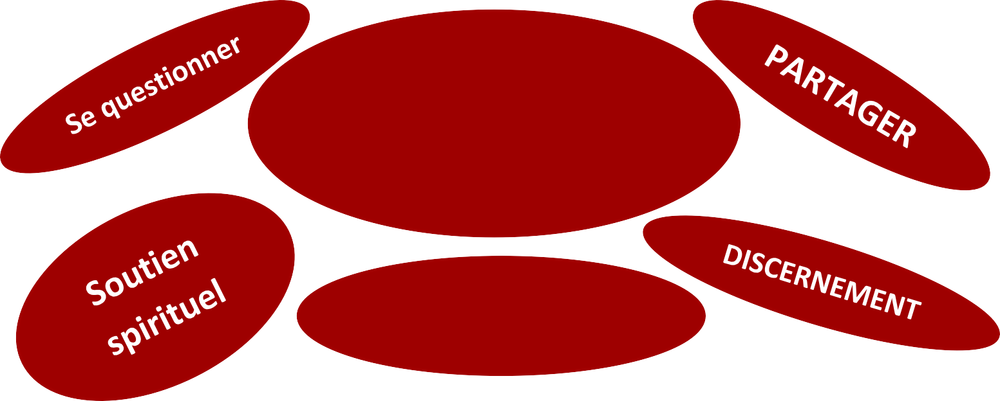 Se questionner
PARTAGER
Soutien
spirituel
DISCERNEMENT